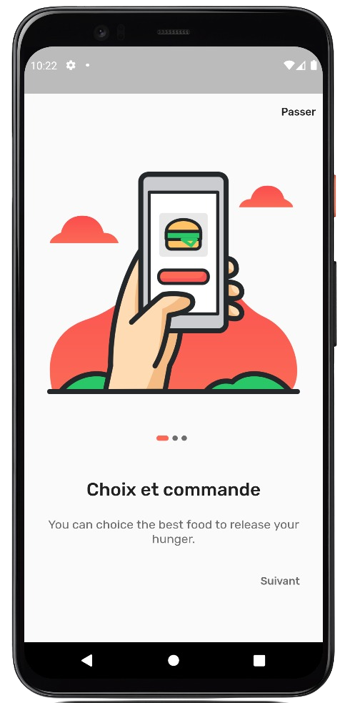 10:22
Passer
Choix et commande
You can choice the best food to release your
hunger.
Suivant